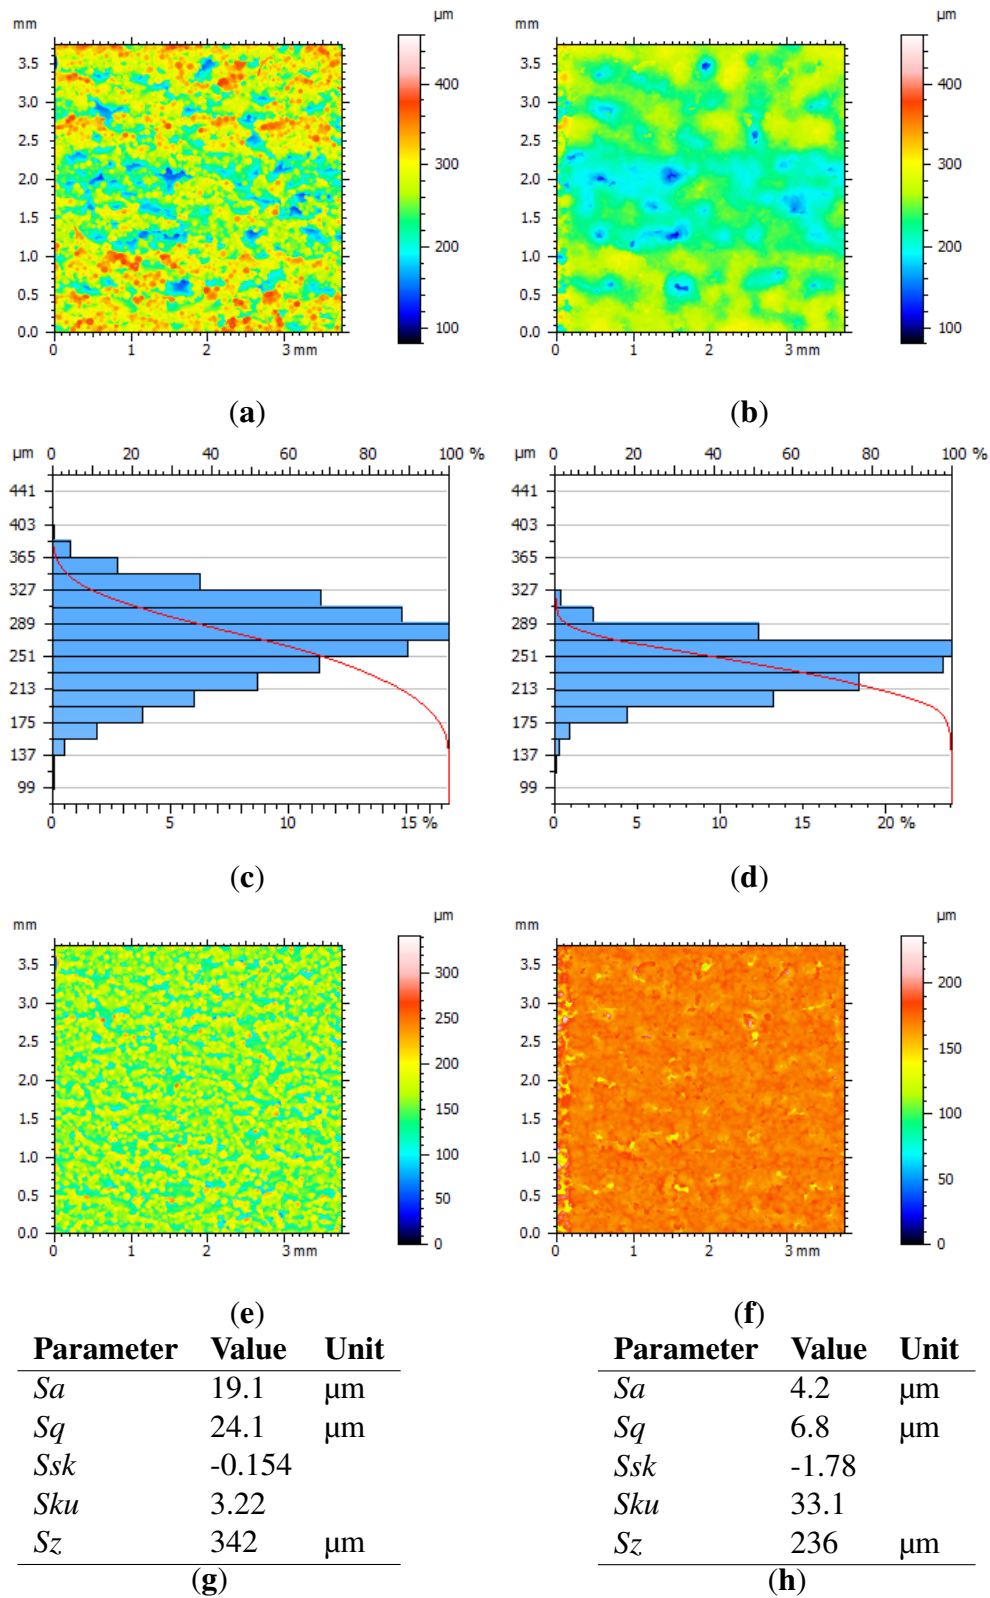 mm µm mm µm
3.5 400 3.5 400
3.0 3.0
2.5 300 2.5 300
2.0 2.0
1.5 200 1.5 200
1.0 1.0
0.5 100 0.5 100
0.0 0.0
0 1 2 3 mm 0 1 2 3 mm
(a) (b)
µm 0 20 40 60 80 100 % µm 0 20 40 60 80 100 %
441 441
403 403
365 365
327 327
289 289
251 251
213 213
175 175
137 137
99 99
0 5 10 15 % 0 5 10 15 20 %
(c) (d)
mm µm mm µm
3.5 300 3.5 200
3.0 250 3.0
2.5 200 2.5 150
2.0 2.0
1.5 150 1.5 100
1.0 100 1.0
0.5 50 0.5 50
0.0 0 0.0 0
0 1 2 3 mm 0 1 2 3 mm
(e) (f)
Parameter Value Unit Parameter Value Unit
Sa 19.1 µm Sa 4.2 µm
Sq 24.1 µm Sq 6.8 µm
Ssk -0.154 Ssk -1.78
Sku 3.22 Sku 33.1
Sz 342 µm Sz 236 µm
(g) (h)